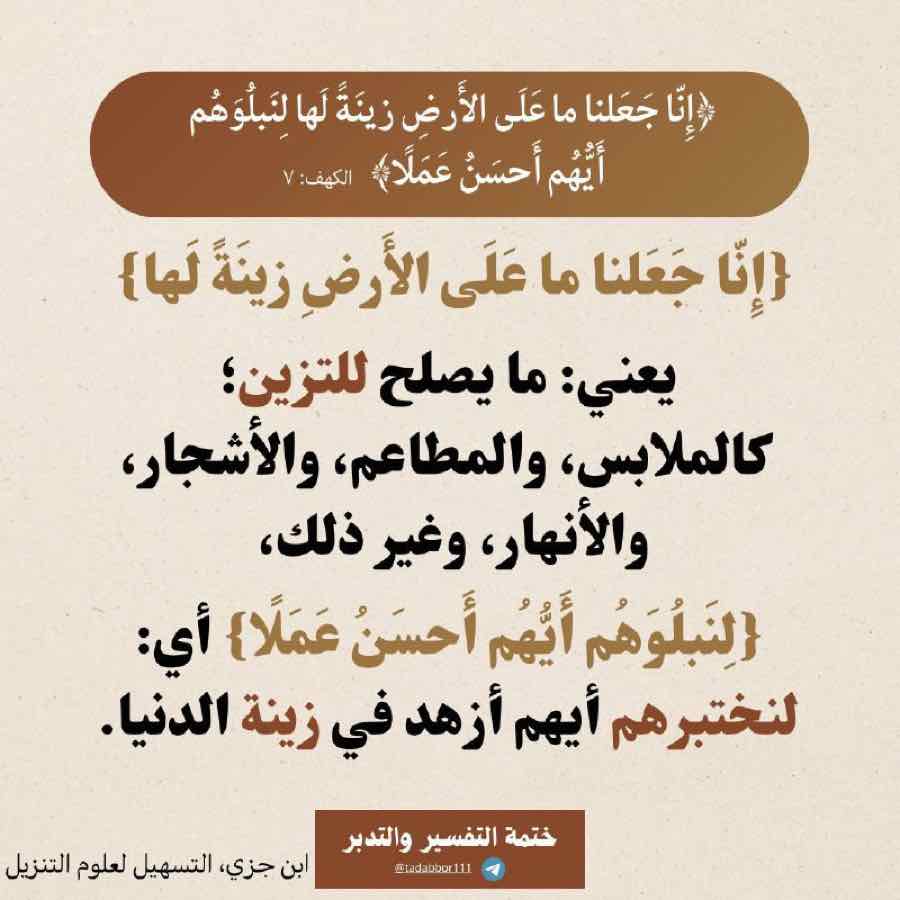 ﴿إِنّا جَعَلنا ما عَلَى الأَرضِ زينَةً لَها لِنَبلُوَهُم
أَيُّهُم أَحسَنُ عَمَلًا﴾ الكهف: ٧
{إِنّا جَعَلنا ما عَلَى الأَرضِ زينَةً لَها}
يعني: ما يصلح للتزين؛
كالملابس، والمطاعم، والأشجار،
والأنهار، وغير ذلك،
{لِنَبلُوَهُم أَيُّهُم أَحسَنُ عَمَلًا} أي:
لنختبرهم أيهم أزهد في زينة الدنيا.
ختمة التفسير والتدبر
@tadabbor111
ابن جزي، التسهيل لعلوم التنزيل